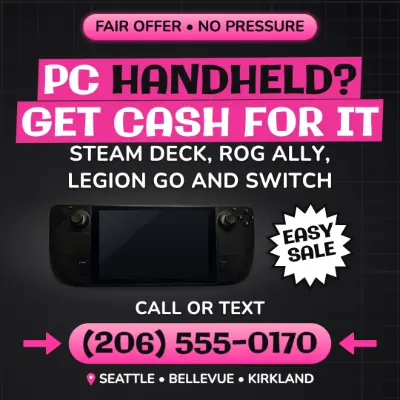 FAIR OFFER • NO PRESSURE
PC HANDHELD?
GET CASH FOR IT
STEAM DECK, ROG ALLY,
LEGION GO AND SWITCH
EASY
SALE
CALL OR TEXT
(206) 555-0170
SEATTLE • BELLEVUE • KIRKLAND